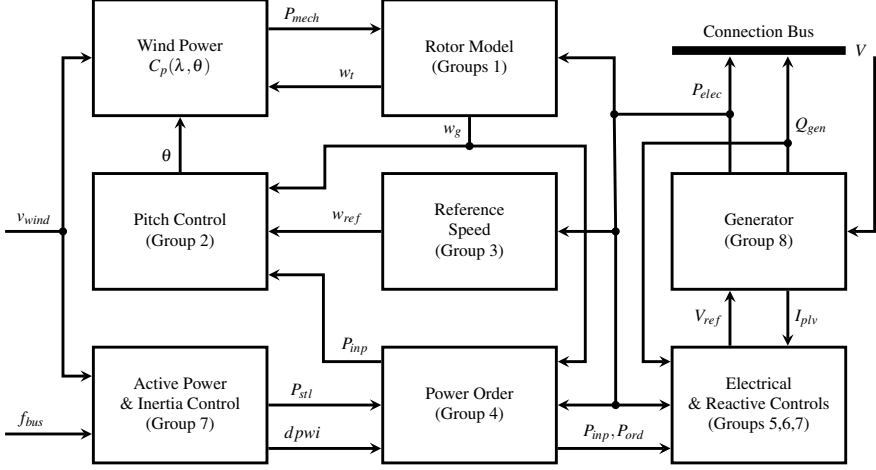 Wind Power
C_p(λ,θ)
P_mech
w_t
Rotor Model
(Groups 1)
Connection Bus
V
P_elec
Q_gen
w_g
θ
v_wind
Pitch Control
(Group 2)
w_ref
Reference
Speed
(Group 3)
Generator
(Group 8)
V_ref
I_plv
P_inp
f_bus
Active Power
& Inertia Control
(Group 7)
P_stl
dpwi
Power Order
(Group 4)
P_inp,P_ord
Electrical
& Reactive Controls
(Groups 5,6,7)